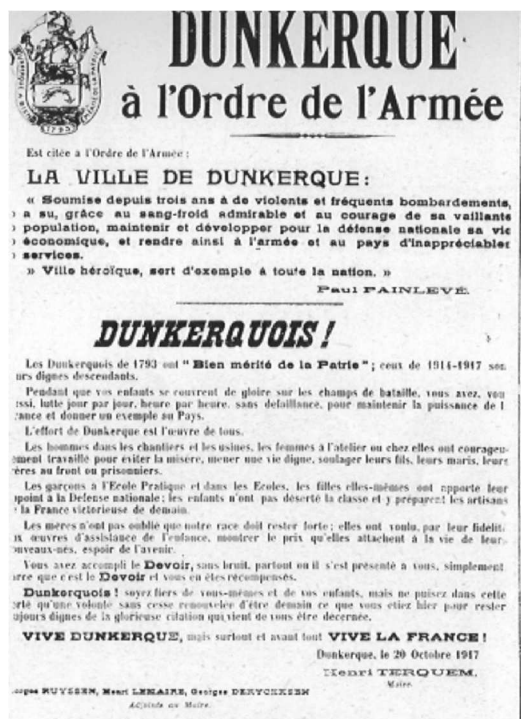 DUNKERQUE
à l'Ordre de l'Armée
1793
Est citée à l'Ordre de l'Armée :
LA VILLE DE DUNKERQUE :
« Soumise depuis trois ans à de violents et fréquents bombardements,
» a su, grâce au sang-froid admirable et au courage de sa vaillante
» population, maintenir et développer pour la défense nationale sa vie
» économique, et rendre ainsi à l'armée et au pays d'inappréciables
» services.
» Ville héroïque, sert d'exemple à toute la nation. »
Paul PAINLEVÉ.
DUNKERQUOIS !
Les Dunkerquois de 1793 ont "Bien mérité de la Patrie" ; ceux de 1914-1917 son
urs dignes descendants.
Pendant que vos enfants se couvrent de gloire sur les champs de bataille, vous avez, vou
ssi, lutté jour par jour, heure par heure, sans défaillance, pour maintenir la puissance de l
rance et donner un exemple au Pays.
L'effort de Dunkerque est l'œuvre de tous.
Les hommes dans les chantiers et les usines, les femmes à l'atelier ou chez elles ont courageu-
ement travaillé pour éviter la misère, mener une vie digne, soulager leurs fils, leurs maris, leurs
ères au front ou prisonniers.
Les garçons à l'Ecole Pratique et dans les Ecoles, les filles elles-mêmes ont apporté leur
ppoint à la Défense nationale ; les enfants n'ont pas déserté la classe et y préparent les artisans
e la France victorieuse de demain.
Les mères n'ont pas oublié que notre race doit rester forte ; elles ont voulu, par leur fidélit
ux œuvres d'assistance de l'enfance, montrer le prix qu'elles attachent à la vie de leur
ouveaux-nés, espoir de l'avenir.
Vous avez accompli le Devoir, sans bruit, partout où il s'est présenté à vous, simplement
arce que c'est le Devoir et vous en êtes récompensés.
Dunkerquois ! soyez fiers de vous-mêmes et de vos enfants, mais ne puisez dans cette
erté qu'une volonté sans cesse renouvelée d'être demain ce que vous étiez hier pour rester
ujours dignes de la glorieuse citation qui vient de vous être décernée.
VIVE DUNKERQUE, mais surtout et avant tout VIVE LA FRANCE !
Dunkerque, le 20 Octobre 1917
Henri TERQUEM,
Maire.
orges RUYSSEN, Henri LEMAIRE, Georges DERYCKXSEN
Adjoints au Maire.